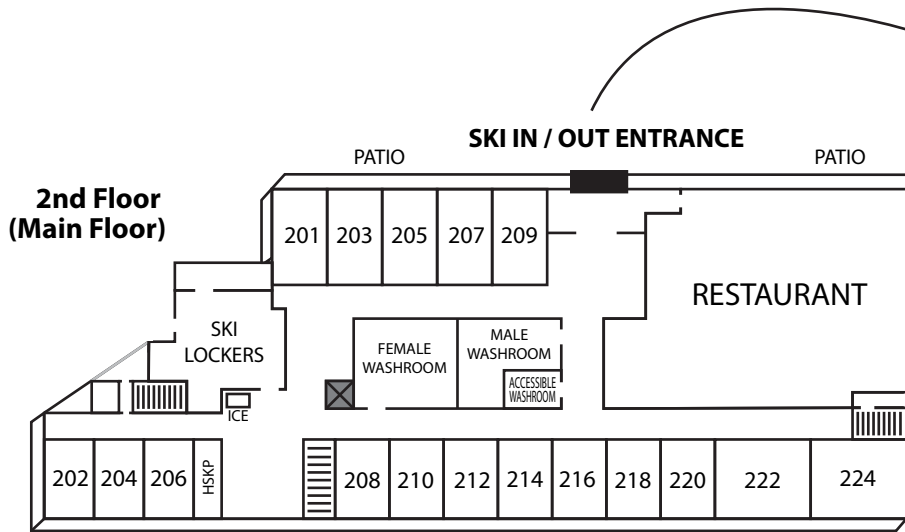 SKI IN / OUT ENTRANCE
PATIO
PATIO
2nd Floor
(Main Floor)
201
203
205
207
209
RESTAURANT
SKI
LOCKERS
FEMALE
WASHROOM
MALE
WASHROOM
ACCESSIBLE
WASHROOM
ICE
202
204
206
HSKP
208
210
212
214
216
218
220
222
224